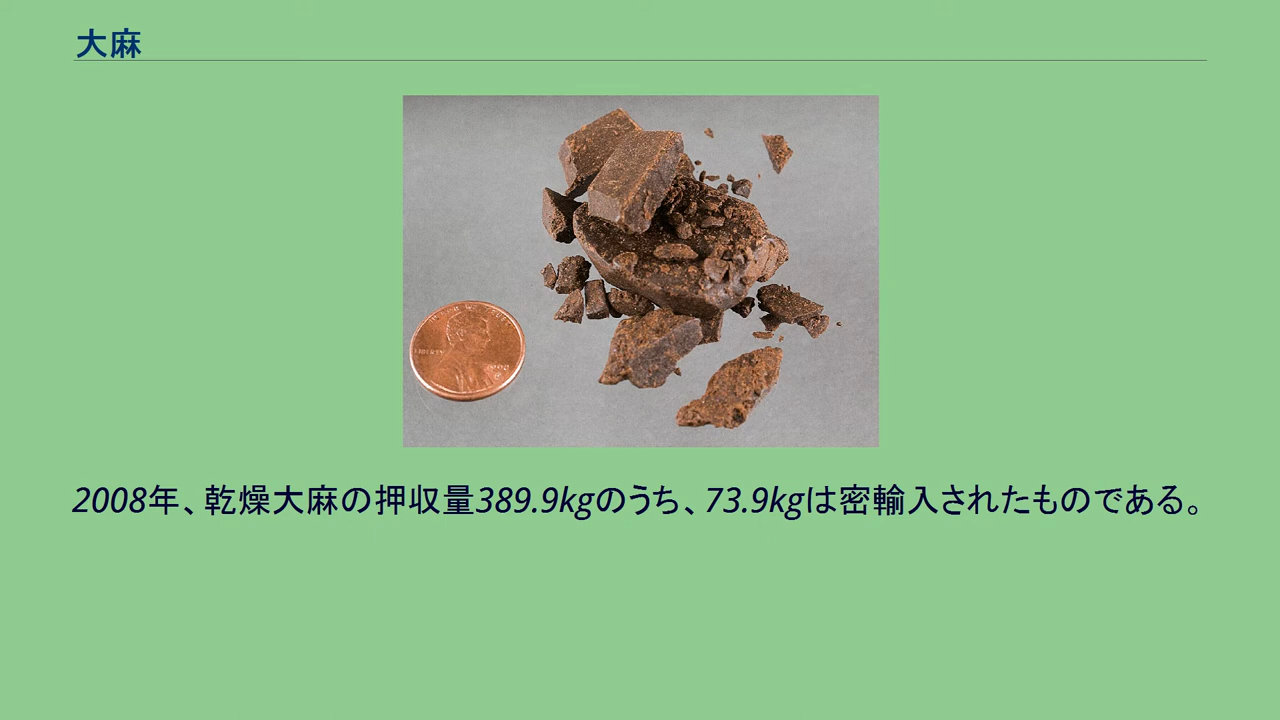 大麻
LIBERTY
2008年、乾燥大麻の押収量389.9kgのうち、73.9kgは密輸入されたものである。